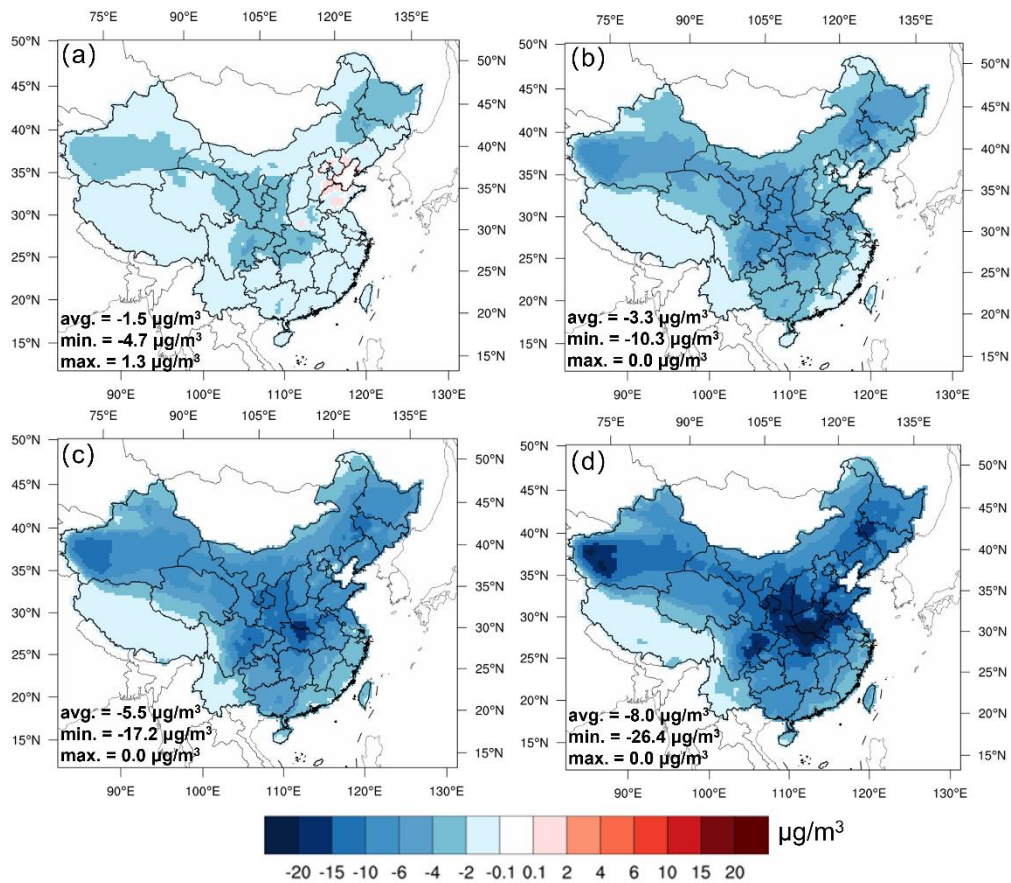 75°E 90°E 105°E 120°E 135°E
75°E 90°E 105°E 120°E 135°E
(a)
50°N 50°N
45°N 45°N
40°N 40°N
35°N 35°N
30°N 30°N
25°N 25°N
20°N 20°N
15°N 15°N
avg. = -1.5 µg/m³
min. = -4.7 µg/m³
max. = 1.3 µg/m³
90°E 100°E 110°E 120°E 130°E
(b)
50°N 50°N
45°N 45°N
40°N 40°N
35°N 35°N
30°N 30°N
25°N 25°N
20°N 20°N
15°N 15°N
avg. = -3.3 µg/m³
min. = -10.3 µg/m³
max. = 0.0 µg/m³
90°E 100°E 110°E 120°E 130°E
75°E 90°E 105°E 120°E 135°E
75°E 90°E 105°E 120°E 135°E
(c)
50°N 50°N
45°N 45°N
40°N 40°N
35°N 35°N
30°N 30°N
25°N 25°N
20°N 20°N
15°N 15°N
avg. = -5.5 µg/m³
min. = -17.2 µg/m³
max. = 0.0 µg/m³
90°E 100°E 110°E 120°E 130°E
(d)
50°N 50°N
45°N 45°N
40°N 40°N
35°N 35°N
30°N 30°N
25°N 25°N
20°N 20°N
15°N 15°N
avg. = -8.0 µg/m³
min. = -26.4 µg/m³
max. = 0.0 µg/m³
90°E 100°E 110°E 120°E 130°E
µg/m³
-20 -15 -10 -6 -4 -2 -0.1 0.1 2 4 6 10 15 20